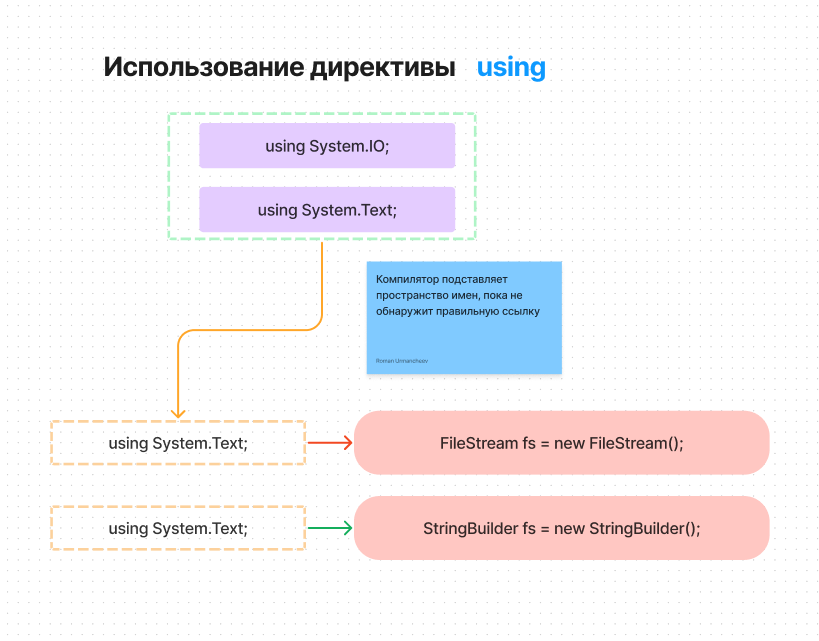 Использование директивы using
using System.IO;
using System.Text;
Компилятор подставляет
пространство имен, пока не
обнаружит правильную ссылку
Roman Urmancheev
using System.Text;
FileStream fs = new FileStream();
using System.Text;
StringBuilder fs = new StringBuilder();